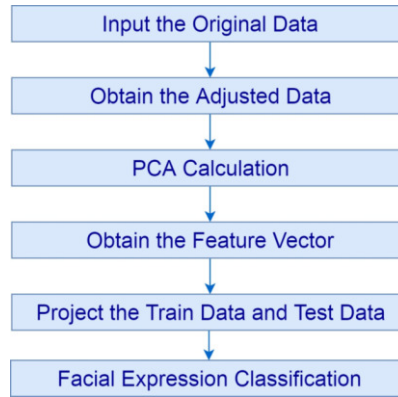 Input the Original Data
Obtain the Adjusted Data
PCA Calculation
Obtain the Feature Vector
Project the Train Data and Test Data
Facial Expression Classification